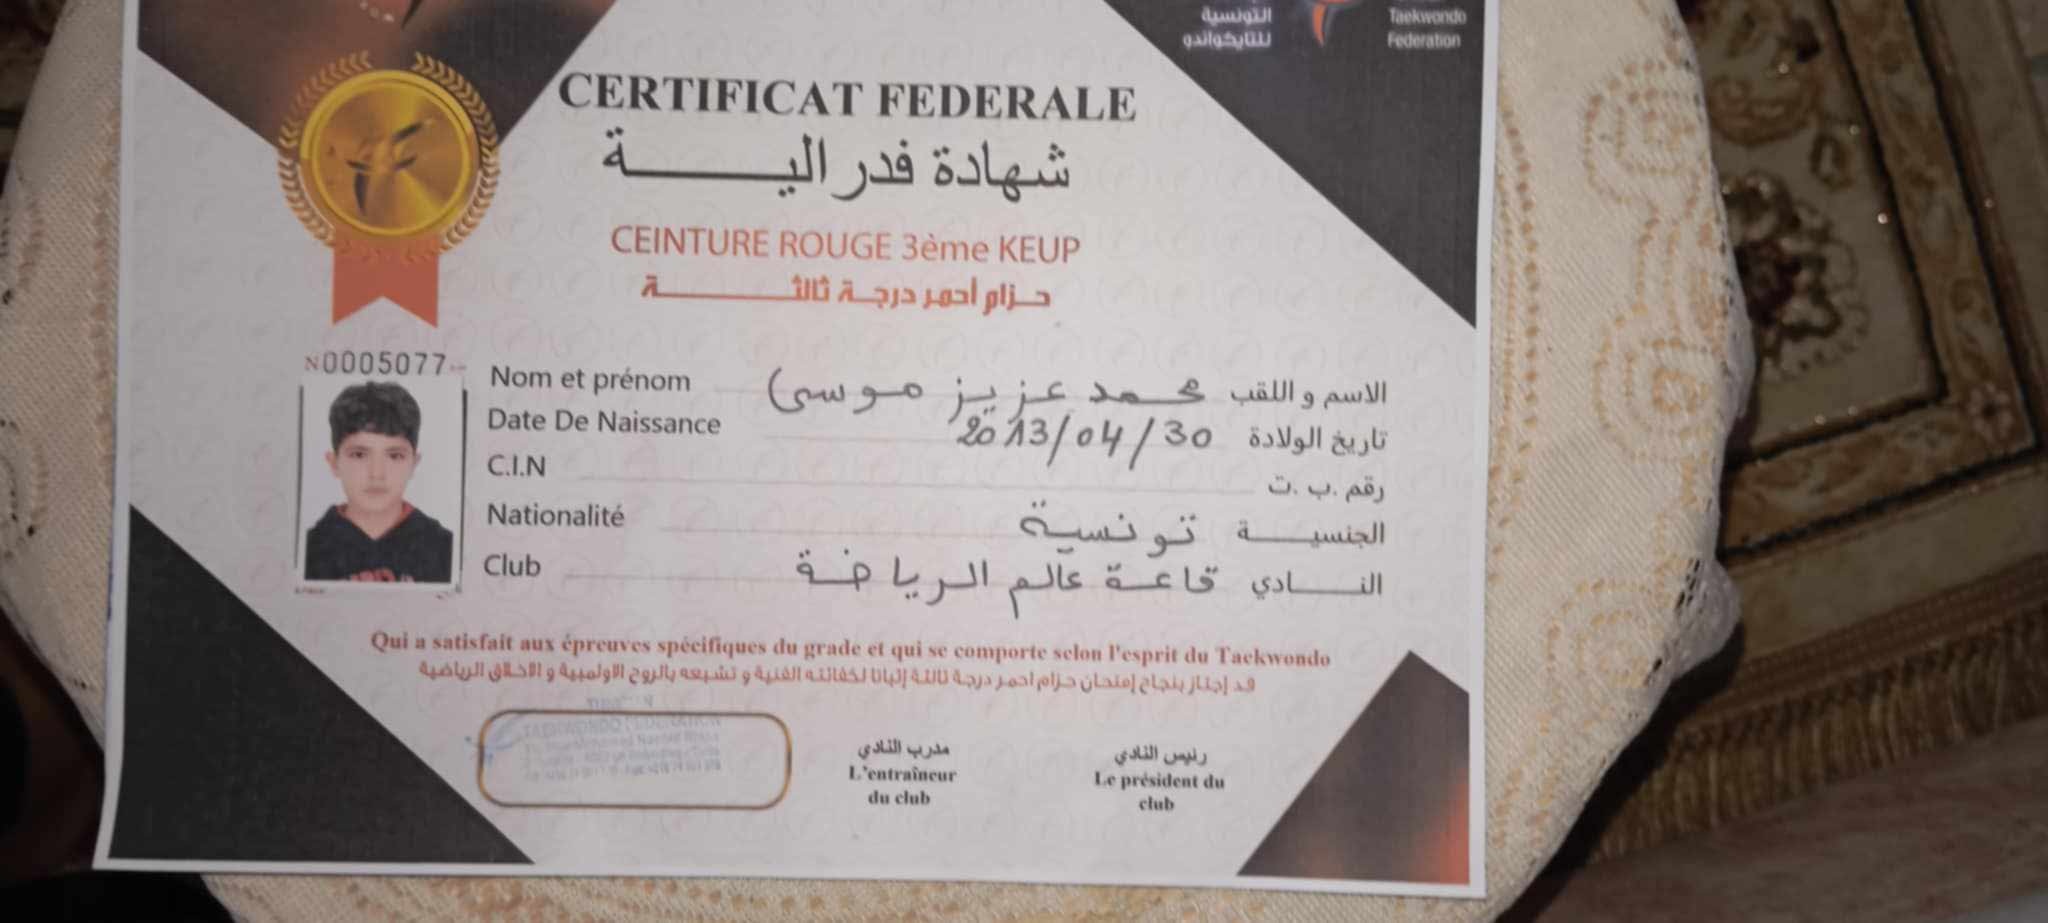 التونسية
للتايكواندو
Taekwondo
Federation
CERTIFICAT FEDERALE
شهادة فدرالية
CEINTURE ROUGE 3ème KEUP
حزام أحمر درجة ثالثة
N0005077
Nom et prénom محمد عزيز موسى الاسم و اللقب
Date De Naissance 2013/04/30 تاريخ الولادة
C.I.N رقم .ب .ت
Nationalité تونسية الجنسية
Club قاعة عالم الرياضة النادي
Qui a satisfait aux épreuves spécifiques du grade et qui se comporte selon l'esprit du Taekwondo
قد إجتاز بنجاح إمتحان حزام احمر درجة ثالثة إثباتا لكفائته الفنية و تشبعه بالروح الاولمبية و الاخلاق الرياضية
TAEKWONDO FEDERATION
مدرب النادي
L'entraîneur
du club
رئيس النادي
Le président du
club